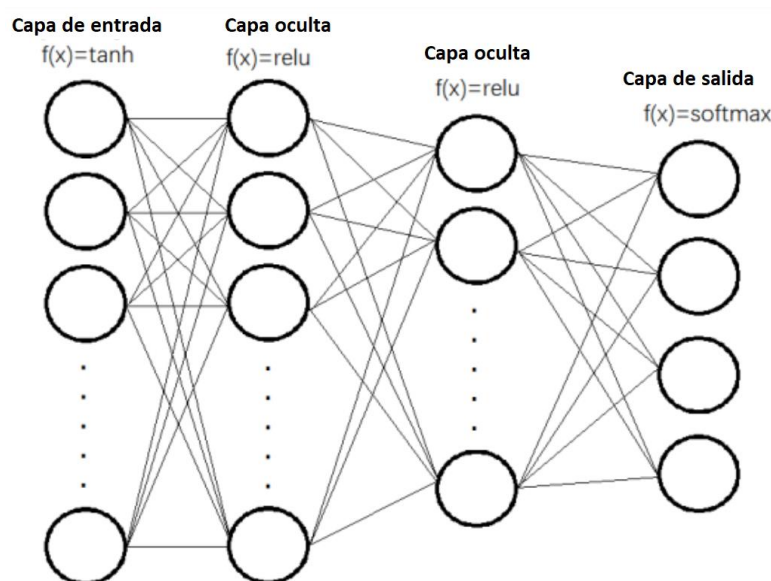 Capa de entrada
f(x)=tanh
Capa oculta
f(x)=relu
Capa oculta
f(x)=relu
Capa de salida
f(x)=softmax